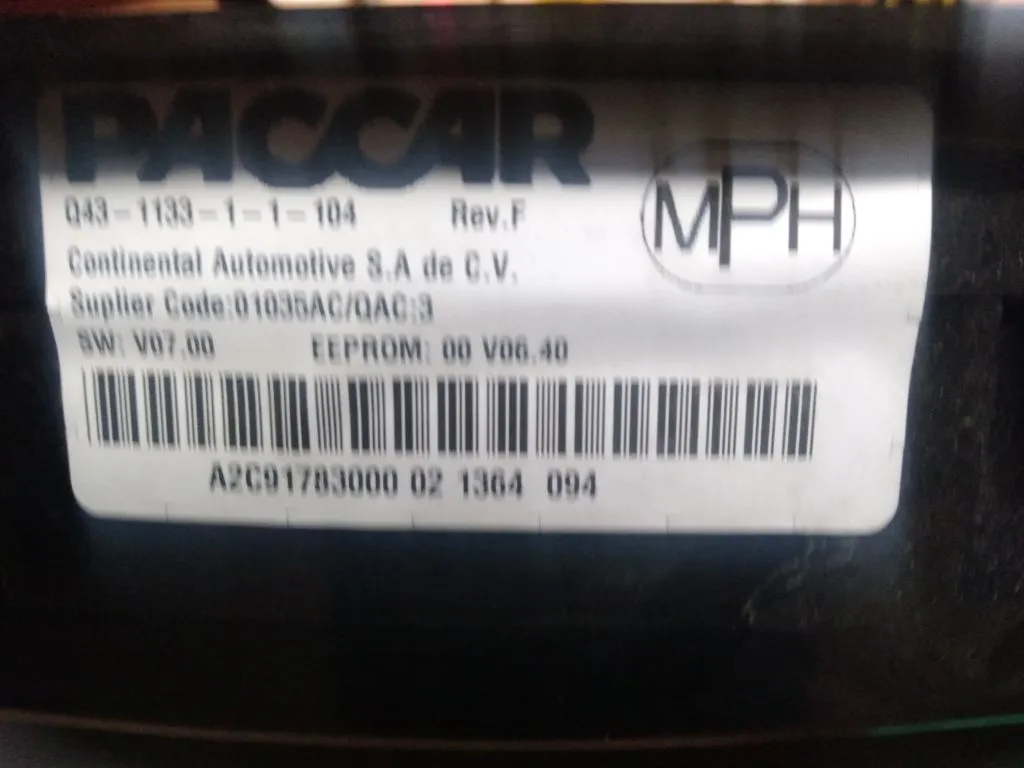 PACCAR
MPH
Q43-1133-1-1-104 Rev.F
Continental Automotive S.A de C.V.
Suplier Code:01035AC/QAC:3
SW: V07.00 EEPROM: 00 V06.40
A2C91783000 02 1364 094